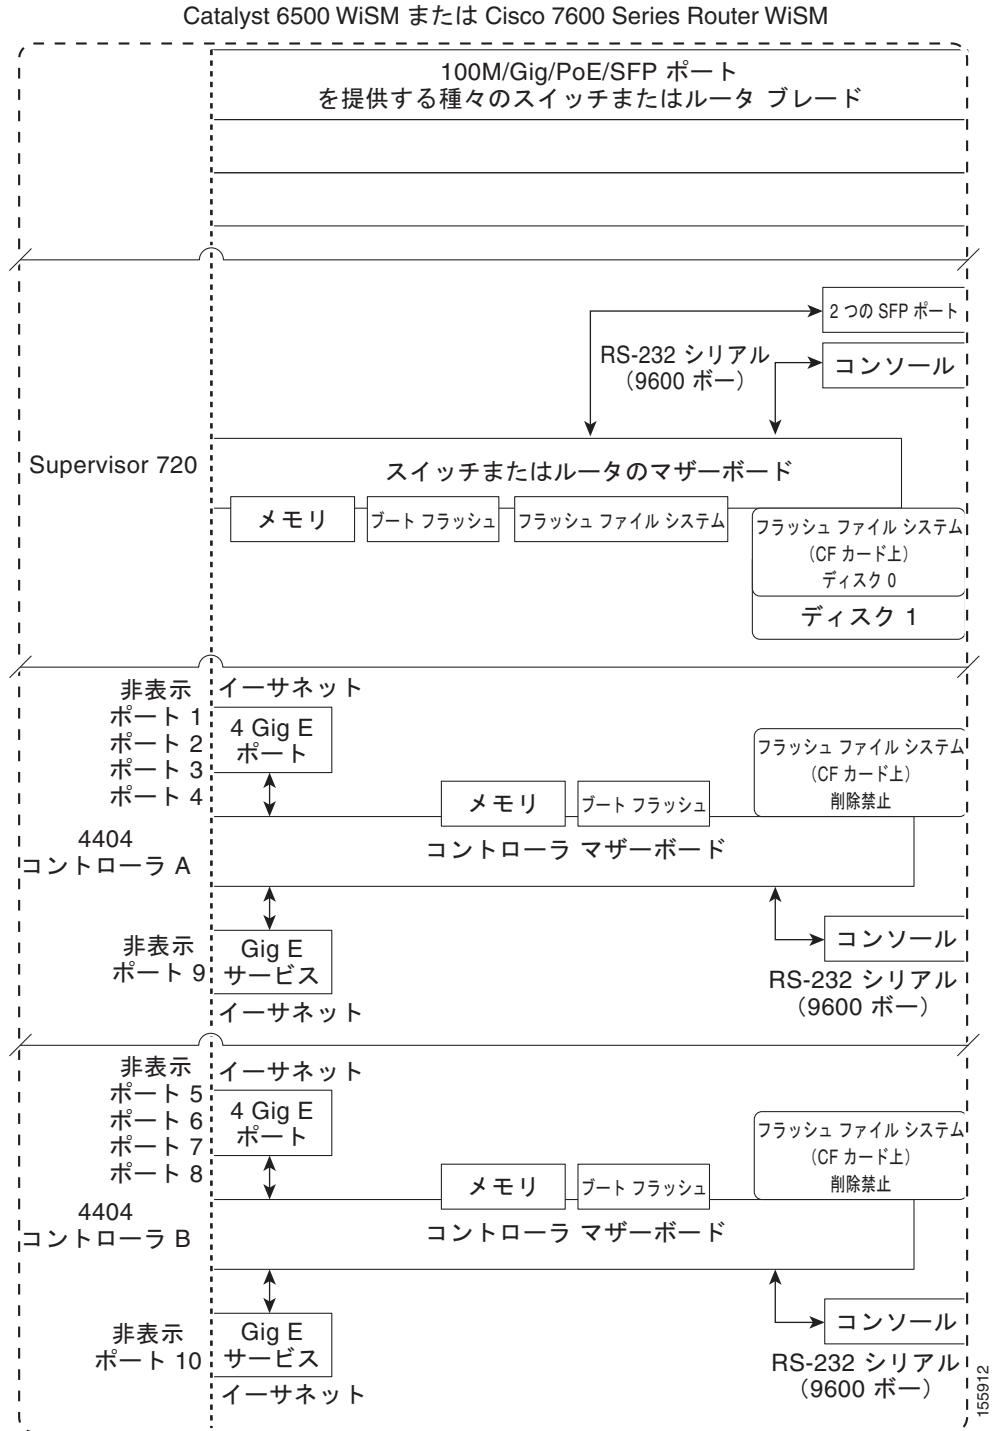 Catalyst 6500 WiSM または Cisco 7600 Series Router WiSM
100M/Gig/PoE/SFP ポート
を提供する種々のスイッチまたはルータ ブレード
2 つの SFP ポート
RS-232 シリアル
（9600 ボー）
コンソール
Supervisor 720
スイッチまたはルータのマザーボード
メモリ
ブート フラッシュ
フラッシュ ファイル システム
フラッシュ ファイル システム
（CF カード上）
ディスク 0
ディスク 1
非表示
ポート 1
ポート 2
ポート 3
ポート 4
イーサネット
4 Gig E
ポート
フラッシュ ファイル システム
（CF カード上）
削除禁止
メモリ
ブート フラッシュ
4404
コントローラ A
コントローラ マザーボード
非表示
ポート 9
Gig E
サービス
イーサネット
コンソール
RS-232 シリアル
（9600 ボー）
非表示
ポート 5
ポート 6
ポート 7
ポート 8
イーサネット
4 Gig E
ポート
フラッシュ ファイル システム
（CF カード上）
削除禁止
メモリ
ブート フラッシュ
4404
コントローラ B
コントローラ マザーボード
非表示
ポート 10
Gig E
サービス
イーサネット
コンソール
RS-232 シリアル
（9600 ボー）
155912